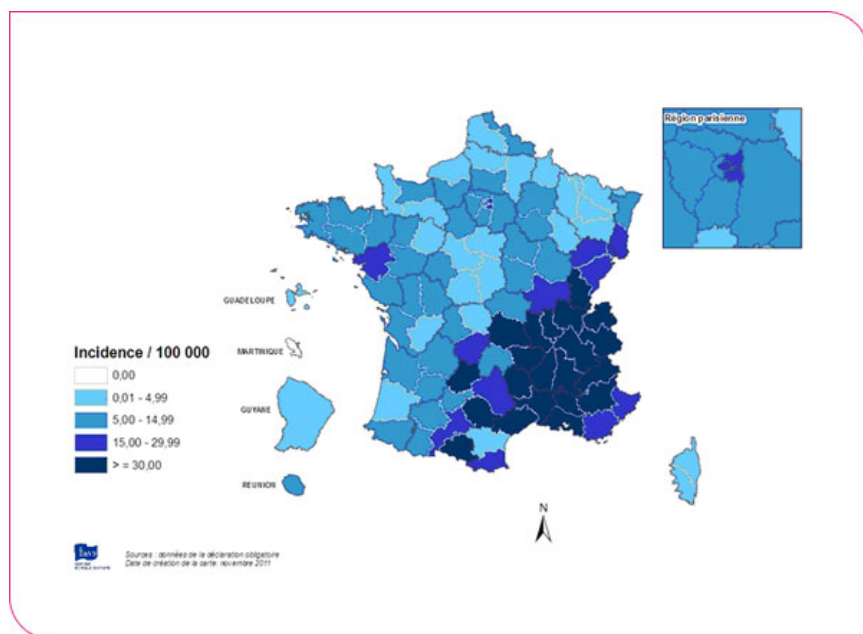 Région parisienne
GUADELOUPE
MARTINIQUE
GUYANE
REUNION
Incidence / 100 000
0,00
0,01 - 4,99
5,00 - 14,99
15,00 - 29,99
> = 30,00
N
Sources : données de la déclaration obligatoire
Date de création de la carte: novembre 2011